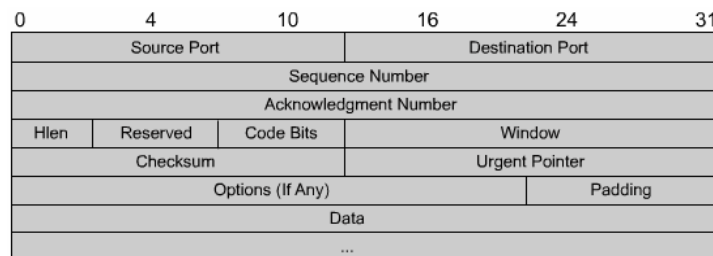 0 4 10 16 24 31
Source Port Destination Port
Sequence Number
Acknowledgment Number
Hlen Reserved Code Bits Window
Checksum Urgent Pointer
Options (If Any) Padding
Data
...